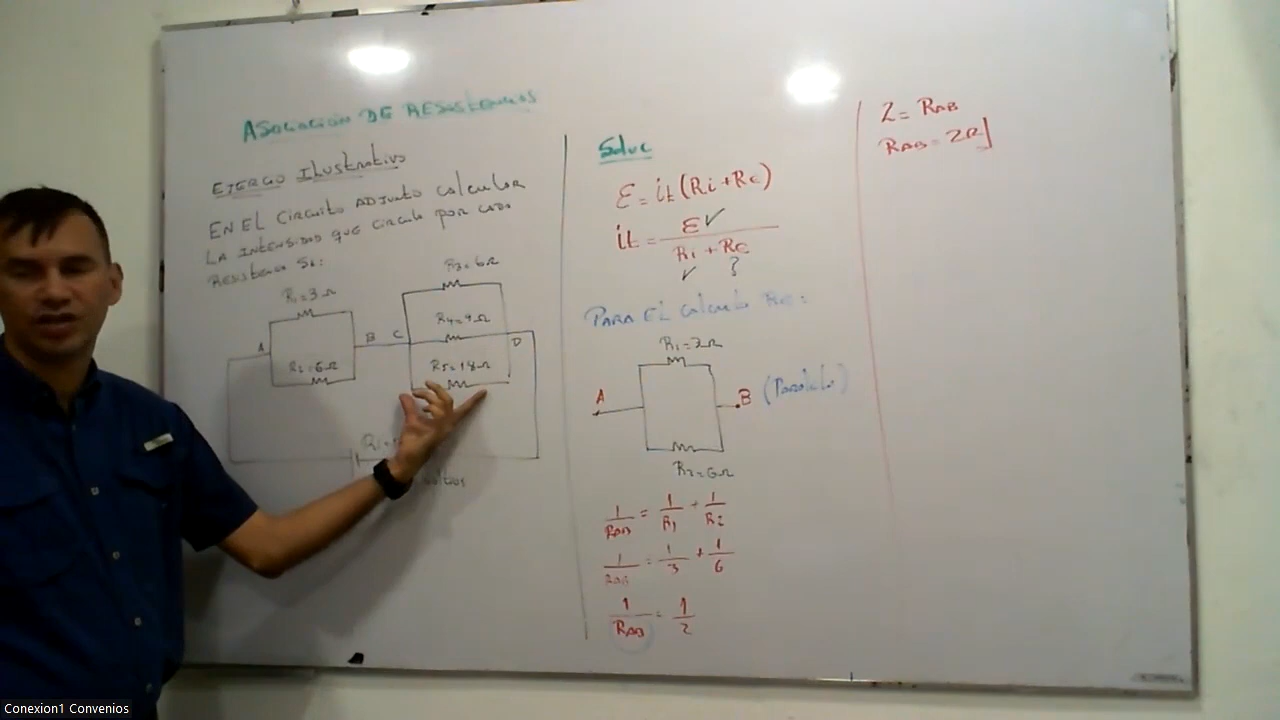 ASOCIACIÓN DE RESISTENCIAS
EJERCICIO ILUSTRATIVO
EN EL CIRCUITO ADJUNTO CALCULAR
LA INTENSIDAD QUE CIRCULA POR CADA
RESISTENCIA SI:
R1=3Ω
R2=6Ω
A
B
C
D
R3=6Ω
R4=9Ω
R5=18Ω
Ri=
Soluc
ε=it(Ri+Re)
it=ε/Ri+Re
?
PARA EL CALCULO Re:
R1=3Ω
A
B (Paralelo)
R2=6Ω
1/RAB=1/R1+1/R2
1/RAB=1/3+1/6
1/RAB=1/2
2=RAB
RAB=2Ω
Conexion1 Convenios